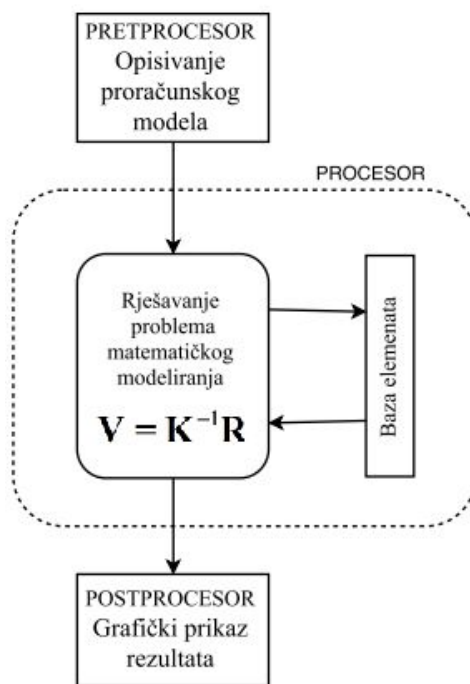 PRETPROCESOR
Opisivanje
proračunskog
modela
PROCESOR
Rješavanje
problema
matematičkog
modeliranja
V = K⁻¹R
Baza elemenata
POSTPROCESOR
Grafički prikaz
rezultata